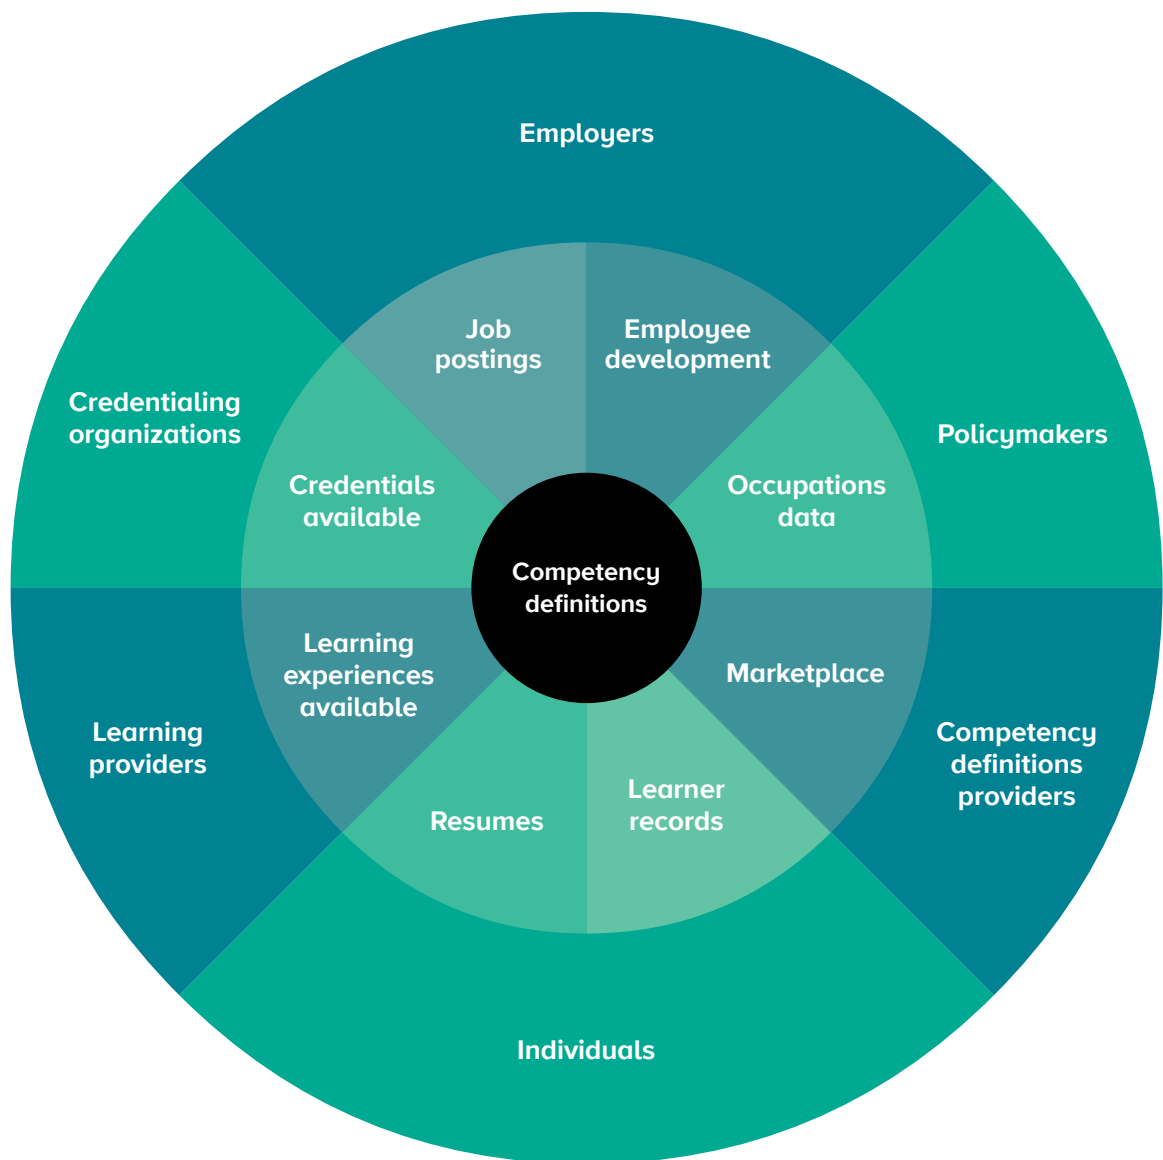 Employers
Job
postings
Employee
development
Credentialing
organizations
Policymakers
Credentials
available
Occupations
data
Competency
definitions
Learning
experiences
available
Marketplace
Learning
providers
Competency
definitions
providers
Resumes
Learner
records
Individuals